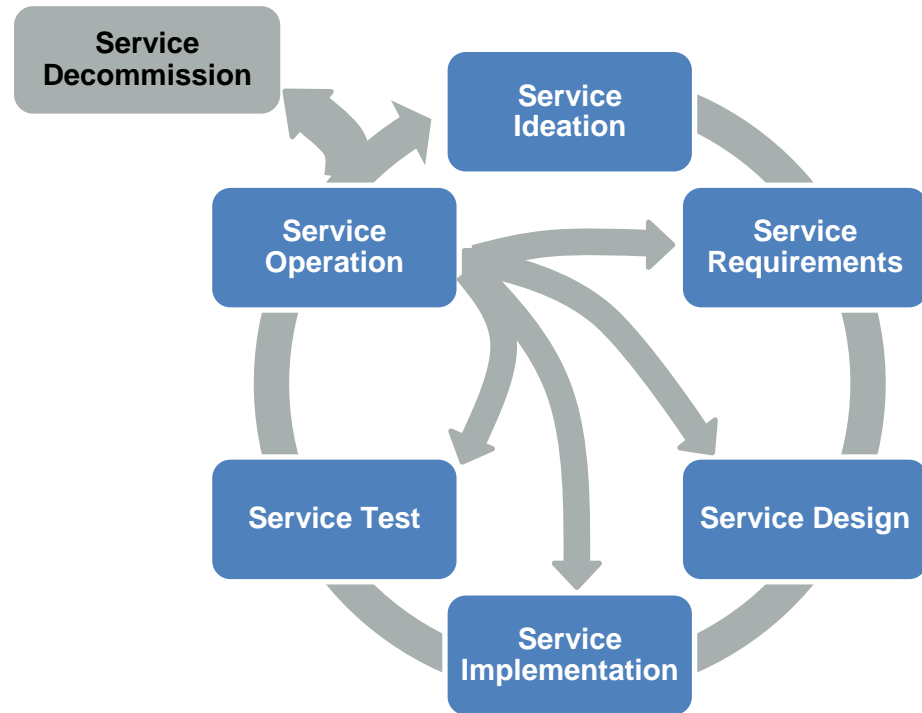 Service
Decommission
Service
Ideation
Service
Operation
Service
Requirements
Service Test
Service Design
Service
Implementation